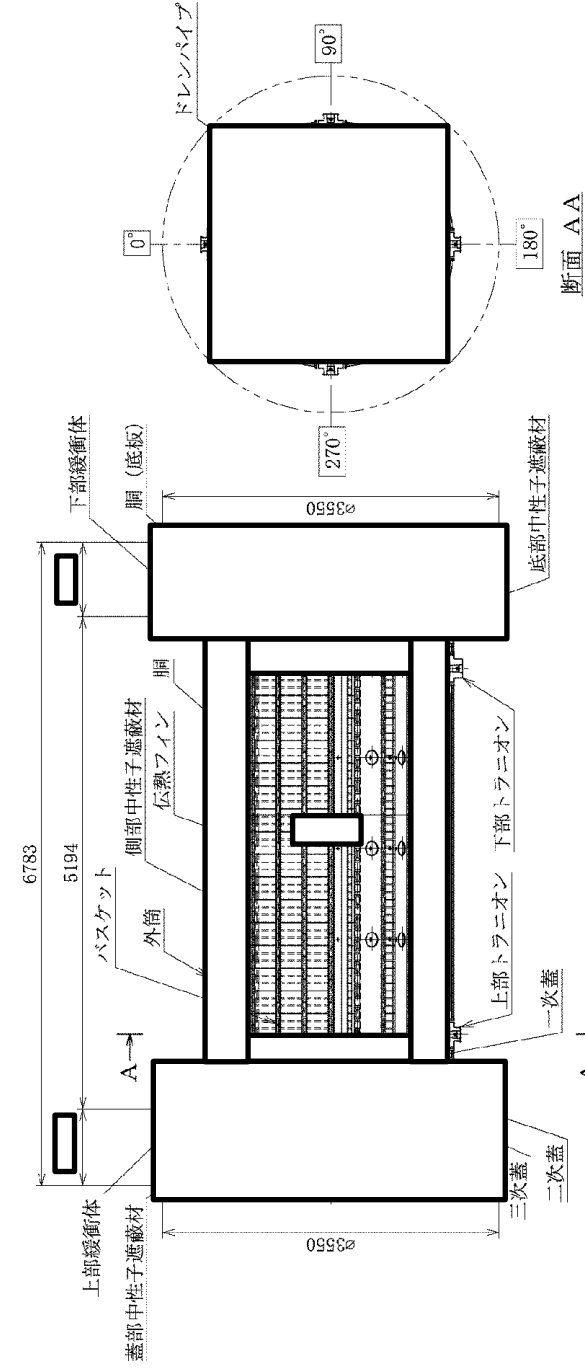 6783
5194
上部緩衝体
蓋部中性子遮蔽材
バスケット
外筒
側部中性子遮蔽材
伝熱フィン
胴
下部緩衝体
胴（底板）
ø3550
ø3550
A
A
三次蓋
二次蓋
一次蓋
上部トラニオン
下部トラニオン
底部中性子遮蔽材
ドレンパイプ
0°
90°
180°
270°
断面 AA